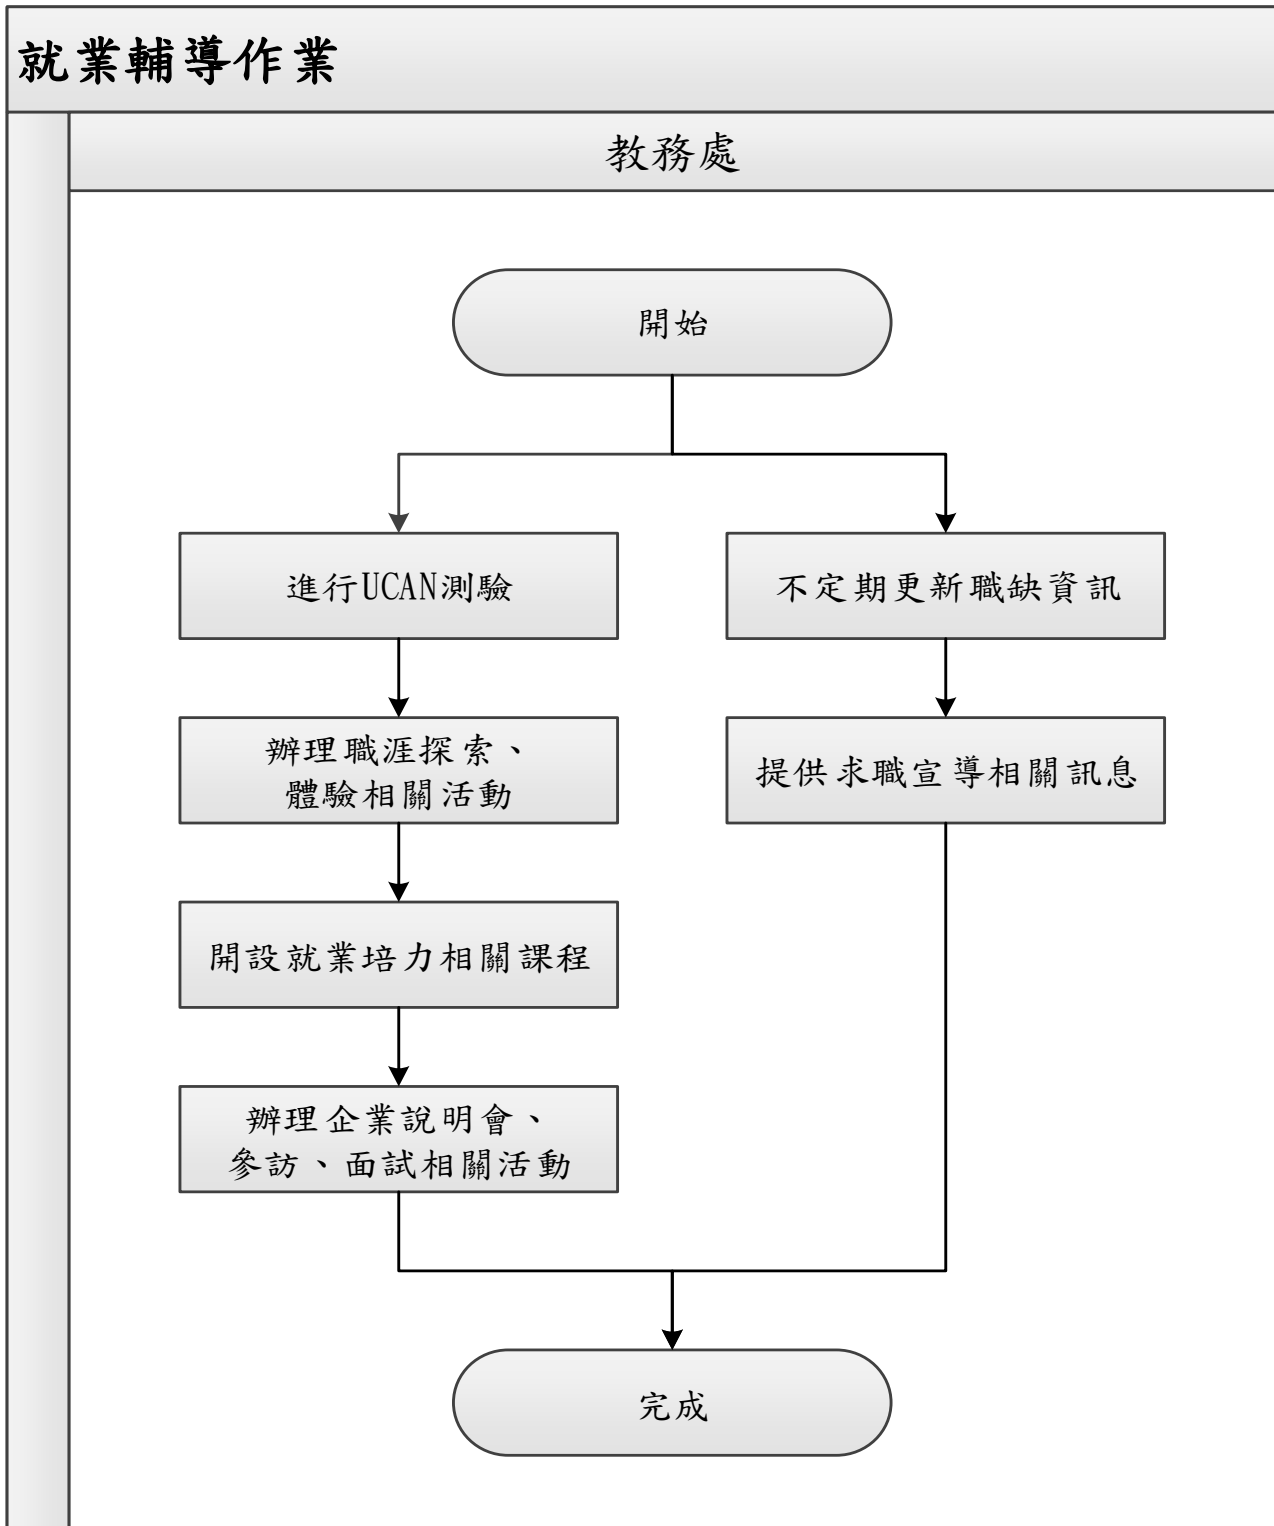 就業輔導作業
教務處
開始
進行UCAN測驗
辦理職涯探索、
體驗相關活動
開設就業培力相關課程
辦理企業說明會、
參訪、面試相關活動
不定期更新職缺資訊
提供求職宣導相關訊息
完成